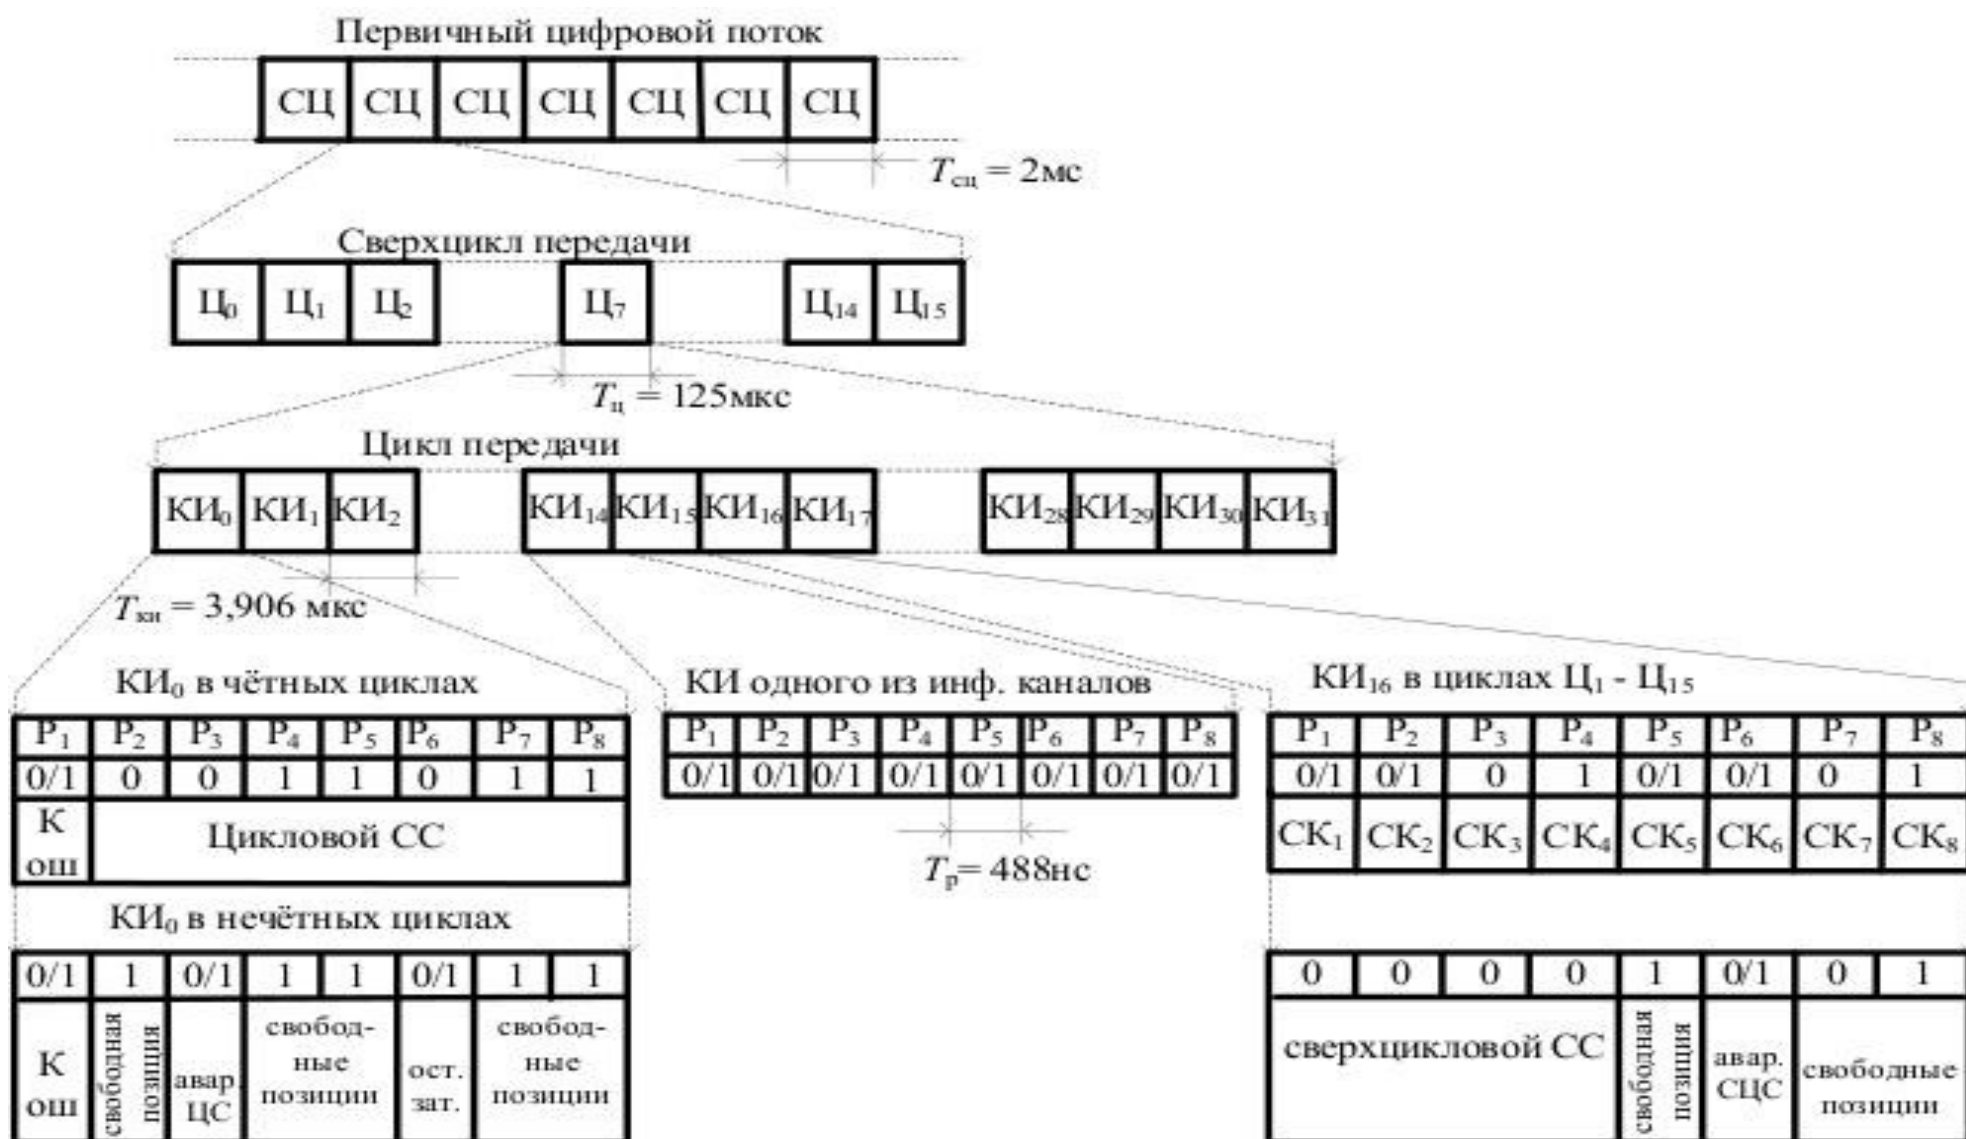 Первичный цифровой поток
СЦ СЦ СЦ СЦ СЦ СЦ СЦ
Tсц = 2мс
Сверхцикл передачи
Ц0 Ц1 Ц2 Ц7 Ц14 Ц15
Tц = 125мкс
Цикл передачи
КИ0 КИ1 КИ2 КИ14 КИ15 КИ16 КИ17 КИ28 КИ29 КИ30 КИ31
Tки = 3,906 мкс
КИ0 в чётных циклах
P1 P2 P3 P4 P5 P6 P7 P8
0/1 0 0 1 1 0 1 1
К
ош
Цикловой СС
КИ0 в нечётных циклах
0/1 1 0/1 1 1 0/1 1 1
К
ош
свободная
позиция
авар.
ЦС
свобод-
ные
позиции
ост.
зат.
свобод-
ные
позиции
КИ одного из инф. каналов
P1 P2 P3 P4 P5 P6 P7 P8
0/1 0/1 0/1 0/1 0/1 0/1 0/1 0/1
Tр= 488нс
КИ16 в циклах Ц1 - Ц15
P1 P2 P3 P4 P5 P6 P7 P8
0/1 0/1 0 1 0/1 0/1 0 1
СК1 СК2 СК3 СК4 СК5 СК6 СК7 СК8
0 0 0 0 1 0/1 0 1
сверхцикловой СС
свободная
позиция
авар.
СЦС
свободные
позиции